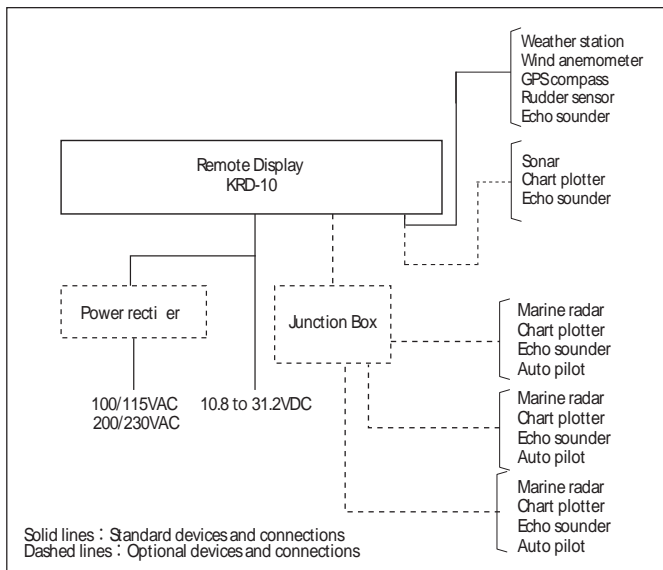 Weather station
Wind anemometer
GPS compass
Rudder sensor
Echo sounder
Remote Display
KRD-10
Sonar
Chart plotter
Echo sounder
Power recti er
Junction Box
Marine radar
Chart plotter
Echo sounder
Auto pilot
100/115VAC
200/230VAC
10.8 to 31.2VDC
Marine radar
Chart plotter
Echo sounder
Auto pilot
Marine radar
Chart plotter
Echo sounder
Auto pilot
Solid lines : Standard devices and connections
Dashed lines : Optional devices and connections